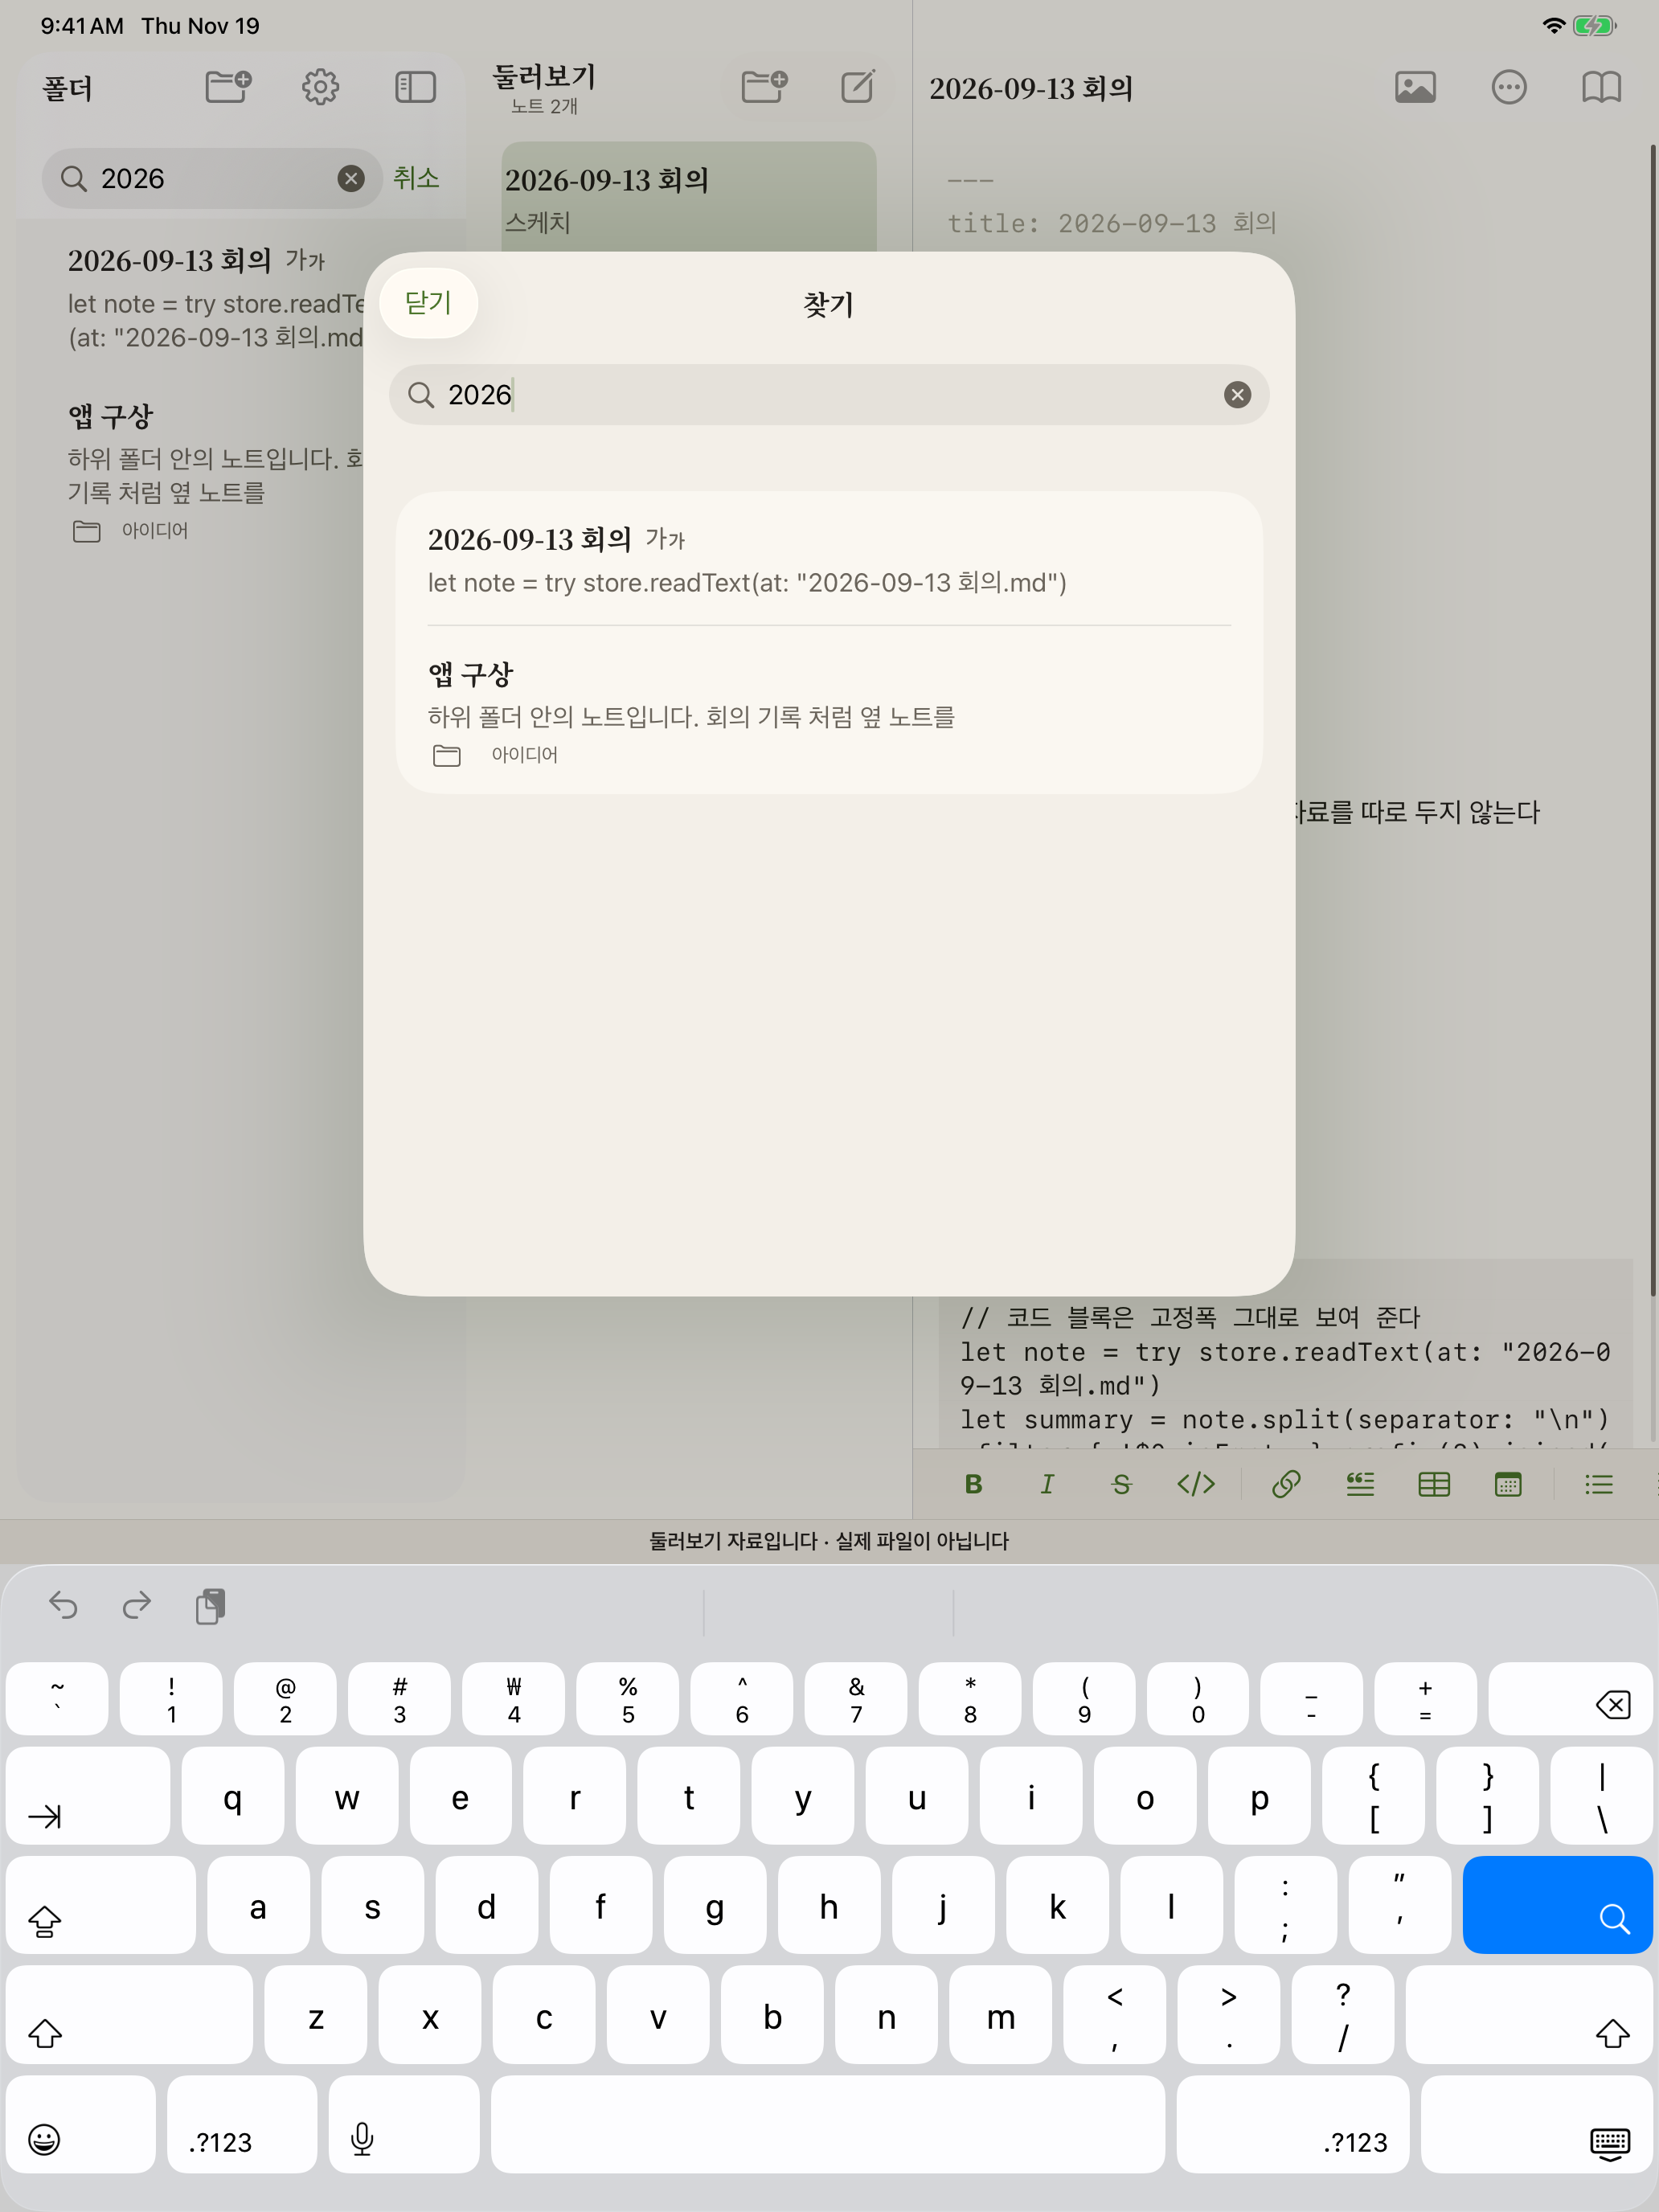 9:41 AM Thu Nov 19
폴더
2026
취소
2026-09-13 회의 가가
let note = try store.readTe
(at: "2026-09-13 회의.md
앱 구상
하위 폴더 안의 노트입니다. 회
기록 처럼 옆 노트를
아이디어
둘러보기
노트 2개
2026-09-13 회의
스케치
2026-09-13 회의
---
title: 2026-09-13 회의
닫기
찾기
2026
2026-09-13 회의 가가
let note = try store.readText(at: "2026-09-13 회의.md")
앱 구상
하위 폴더 안의 노트입니다. 회의 기록 처럼 옆 노트를
아이디어
자료를 따로 두지 않는다
// 코드 블록은 고정폭 그대로 보여 준다
let note = try store.readText(at: "2026-0
9-13 회의.md")
let summary = note.split(separator: "\n")
B I S </>
둘러보기 자료입니다 · 실제 파일이 아닙니다
~ ! @ # ₩ % ^ & * ( ) _ +
` 1 2 3 4 5 6 7 8 9 0 - =
q w e r t y u i o p { } |
[ ] \
a s d f g h j k l : "
; '
z x c v b n m < > ?
, . /
.?123 .?123